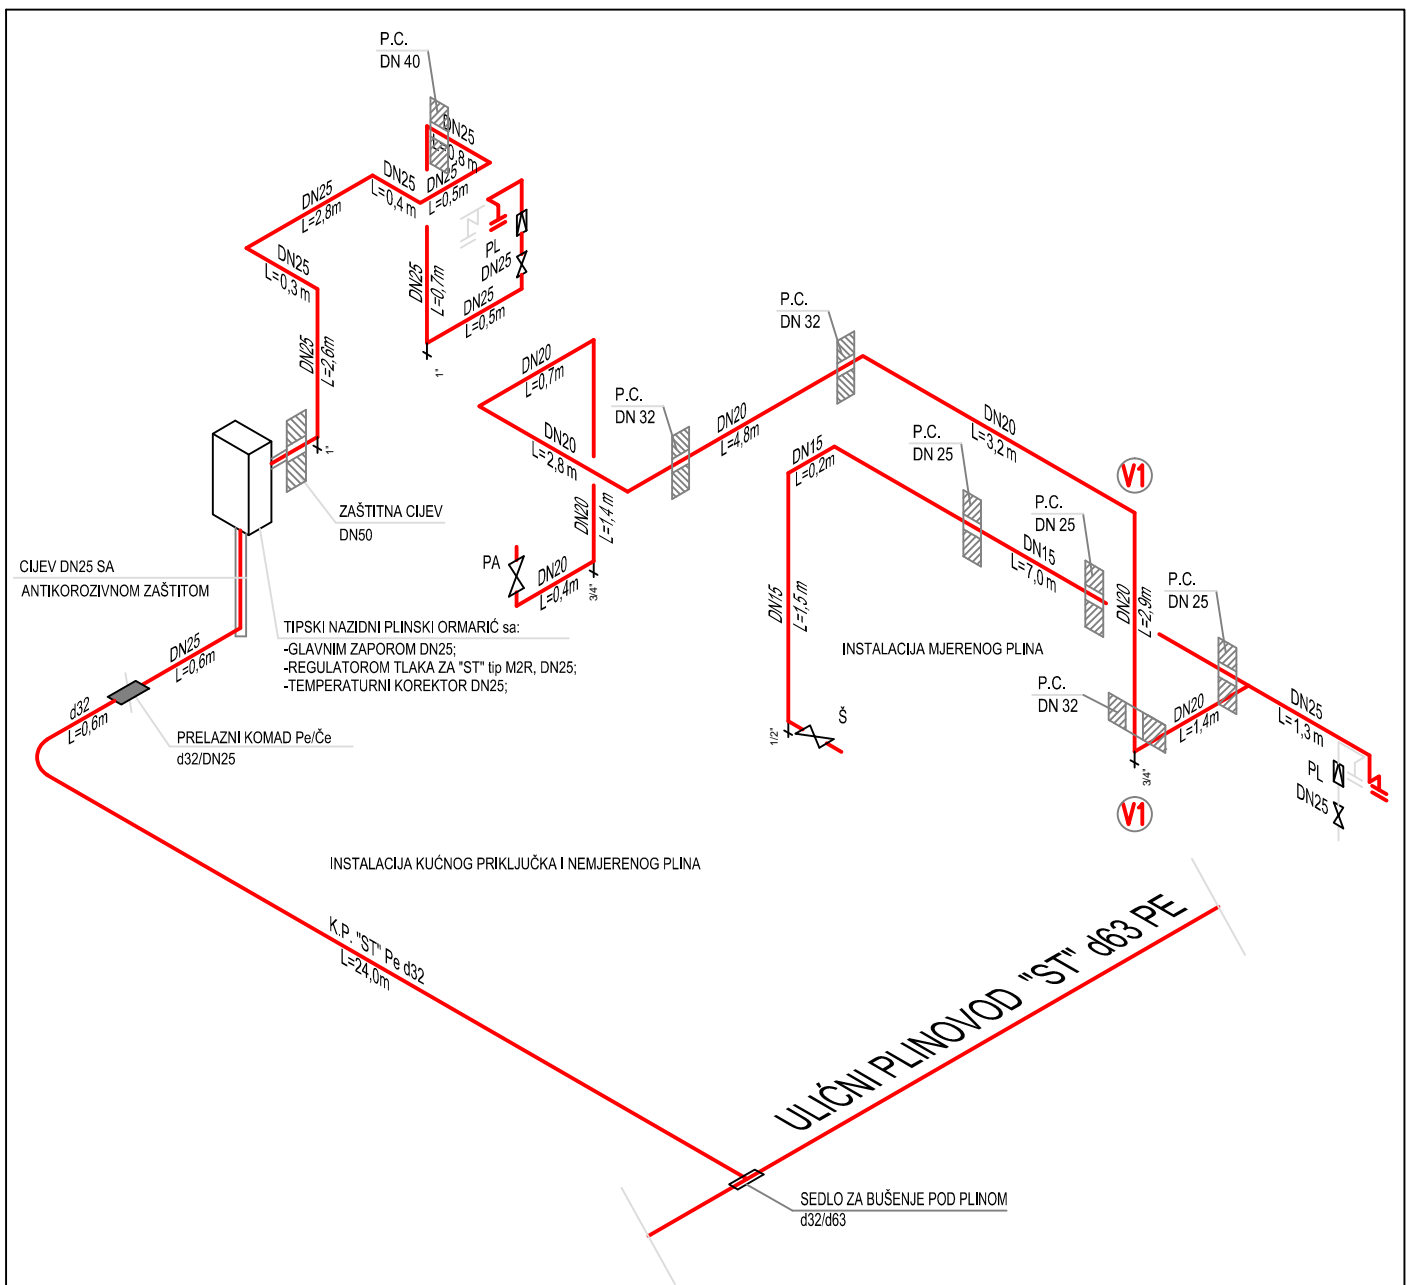 P.C.
DN 40
DN25
L=0,8 m
DN25
L=0,5m
DN25
L=0,4 m
DN25
L=2,8m
DN25
L=0,3 m
DN25
L=2,6m
1"
DN25
L=0,7m
1"
DN25
L=0,5m
PL
DN25
ZAŠTITNA CIJEV
DN50
CIJEV DN25 SA
ANTIKOROZIVNOM ZAŠTITOM
TIPSKI NAZIDNI PLINSKI ORMARIĆ sa:
-GLAVNIM ZAPOROM DN25;
-REGULATOROM TLAKA ZA "ST" tip M2R, DN25;
-TEMPERATURNI KOREKTOR DN25;
DN25
L=0,6m
d32
L=0,6m
PRELAZNI KOMAD Pe/Če
d32/DN25
DN20
L=0,7m
DN20
L=2,8 m
DN20
L=1,4 m
3/4"
DN20
L=0,4m
PA
P.C.
DN 32
DN20
L=4,8m
P.C.
DN 32
DN20
L=3,2 m
V1
DN15
L=0,2m
P.C.
DN 25
DN15
L=7,0 m
P.C.
DN 25
DN15
L=1,5 m
1/2"
Š
INSTALACIJA MJERENOG PLINA
DN20
L=2,9m
P.C.
DN 25
P.C.
DN 32
DN20
L=1,4m
3/4"
V1
DN25
L=1,3 m
PL
DN25
INSTALACIJA KUĆNOG PRIKLJUČKA I NEMJERENOG PLINA
K.P. "ST" Pe d32
L=24,0m
ULIĆNI PLINOVOD "ST" d63 PE
SEDLO ZA BUŠENJE POD PLINOM
d32/d63